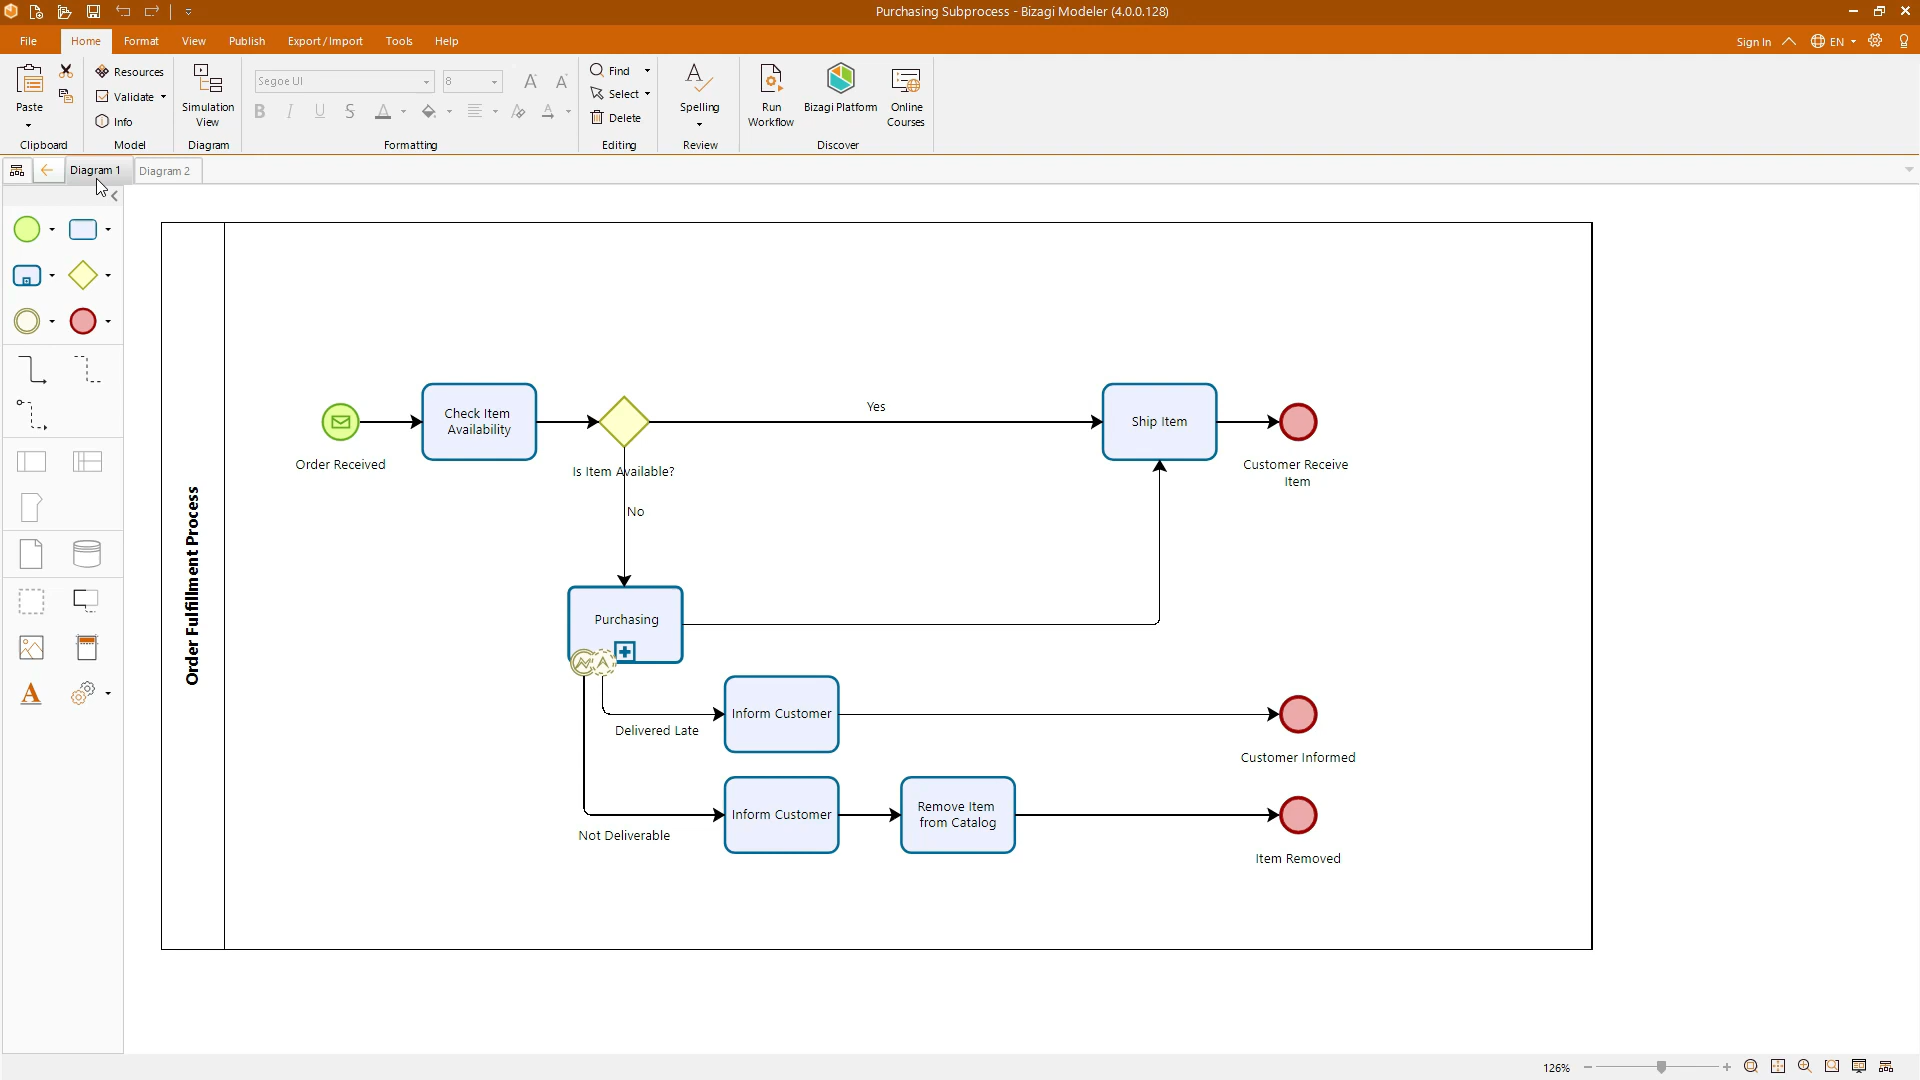 Purchasing Subprocess - Bizagi Modeler (4.0.0.128)
File Home Format View Publish Export/Import Tools Help Sign In EN
Paste
Clipboard
Resources
Validate
Info
Model
Simulation
View
Diagram
Segoe UI 8
B I U S A A
Formatting
Find
Select
Delete
Editing
Spelling
Review
Run
Workflow
Bizagi Platform
Online
Courses
Discover
Diagram 1 Diagram 2
Order Fulfillment Process
Order Received
Check Item
Availability
Is Item Available?
Yes
No
Ship Item
Customer Receive
Item
Purchasing
Delivered Late
Inform Customer
Customer Informed
Not Deliverable
Inform Customer
Remove Item
from Catalog
Item Removed
126%